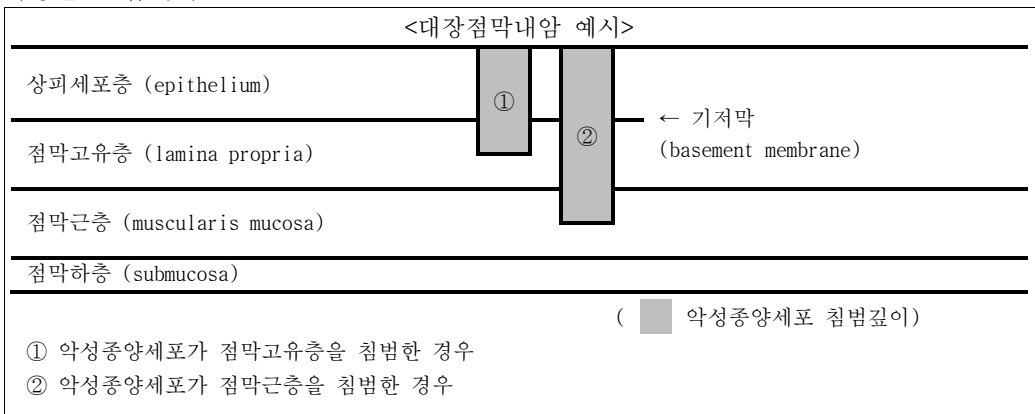 <대장점막내암 예시>
상피세포층 (epithelium)
①
← 기저막
②
점막고유층 (lamina propria)
(basement membrane)
점막근층 (muscularis mucosa)
점막하층 (submucosa)
( 악성종양세포 침범깊이)
① 악성종양세포가 점막고유층을 침범한 경우
② 악성종양세포가 점막근층을 침범한 경우